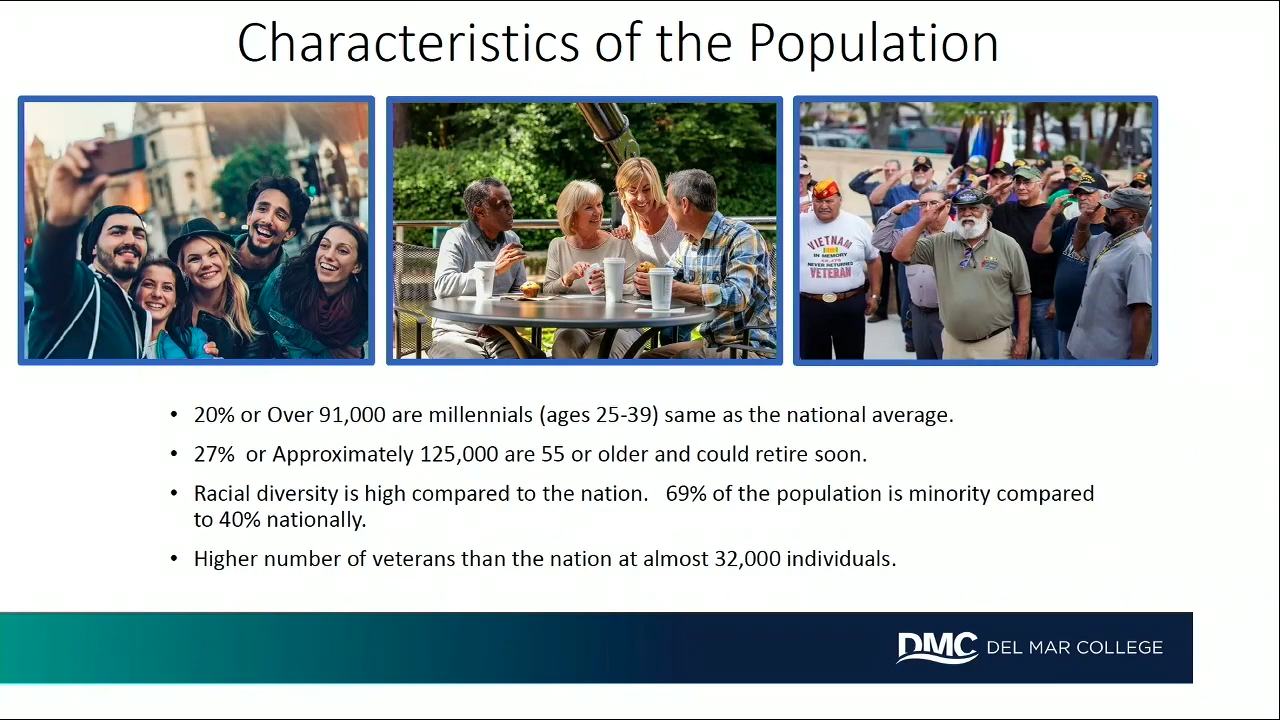 Characteristics of the Population
VIETNAM
IN MEMORY
NEVER RETURNED
VETERAN
• 20% or Over 91,000 are millennials (ages 25-39) same as the national average.
• 27%  or Approximately 125,000 are 55 or older and could retire soon.
• Racial diversity is high compared to the nation.   69% of the population is minority compared
to 40% nationally.
• Higher number of veterans than the nation at almost 32,000 individuals.
DMC DEL MAR COLLEGE